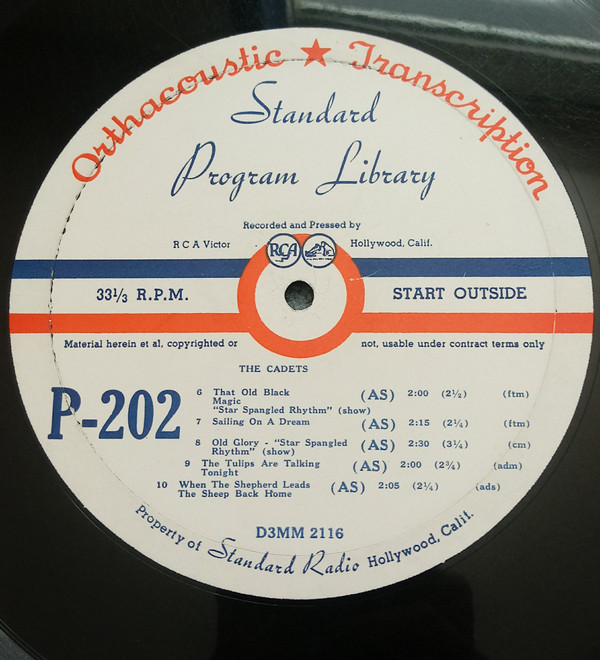 Orthacoustic ★ Transcription
Standard
Program Library
Recorded and Pressed by
R C A Victor Hollywood, Calif.
RCA
33⅓ R.P.M. START OUTSIDE
Material herein et al, copyrighted or not, usable under contract terms only
THE CADETS
P-202
6 That Old Black (AS) 2:00 (2½) (ftm)
Magic
"Star Spangled Rhythm" (show)
7 Sailing On A Dream (AS) 2:15 (2¼) (ftm)
8 Old Glory - "Star Spangled (AS) 2:30 (3¼) (cm)
Rhythm" (show)
9 The Tulips Are Talking (AS) 2:00 (2¾) (adm)
Tonight
10 When The Shepherd Leads (AS) 2:05 (2¼) (ads)
The Sheep Back Home
D3MM 2116
Property of Standard Radio Hollywood, Calif.